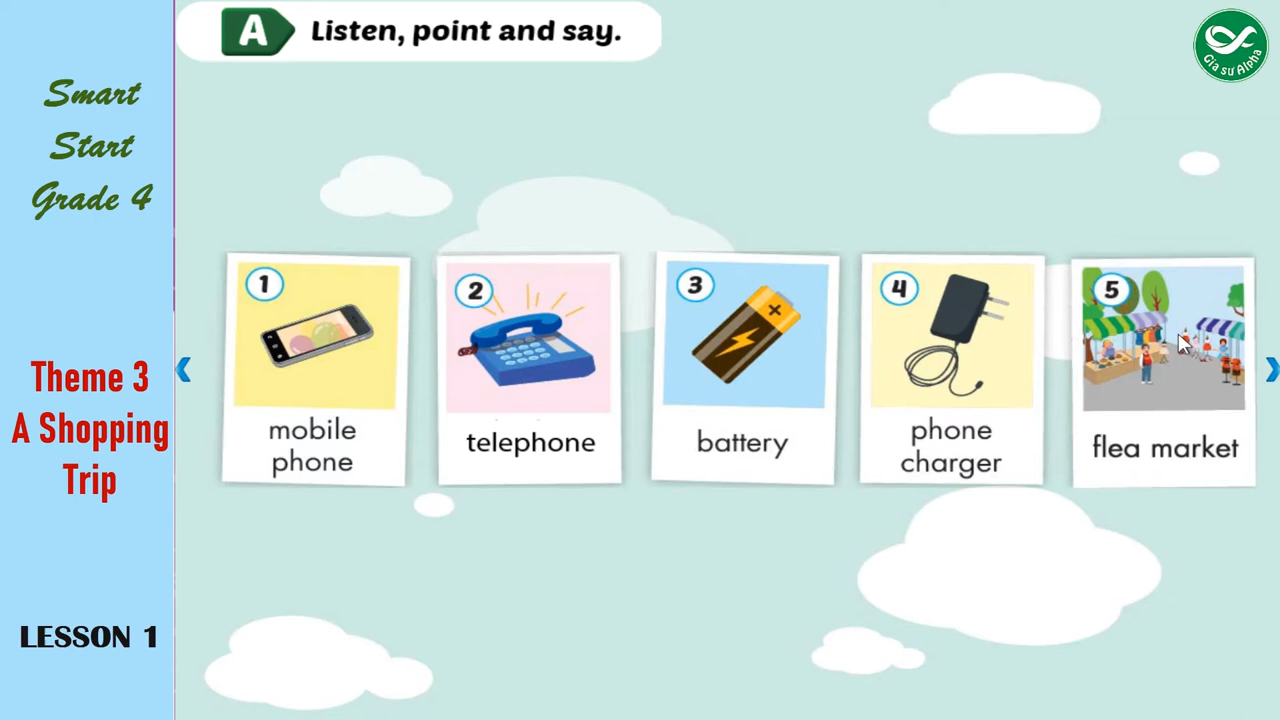 A Listen, point and say.
Gia sư Alpha
Smart
Start
Grade 4
1
2
3
4
5
mobile
phone
telephone
battery
phone
charger
flea market
Theme 3
A Shopping
Trip
LESSON 1